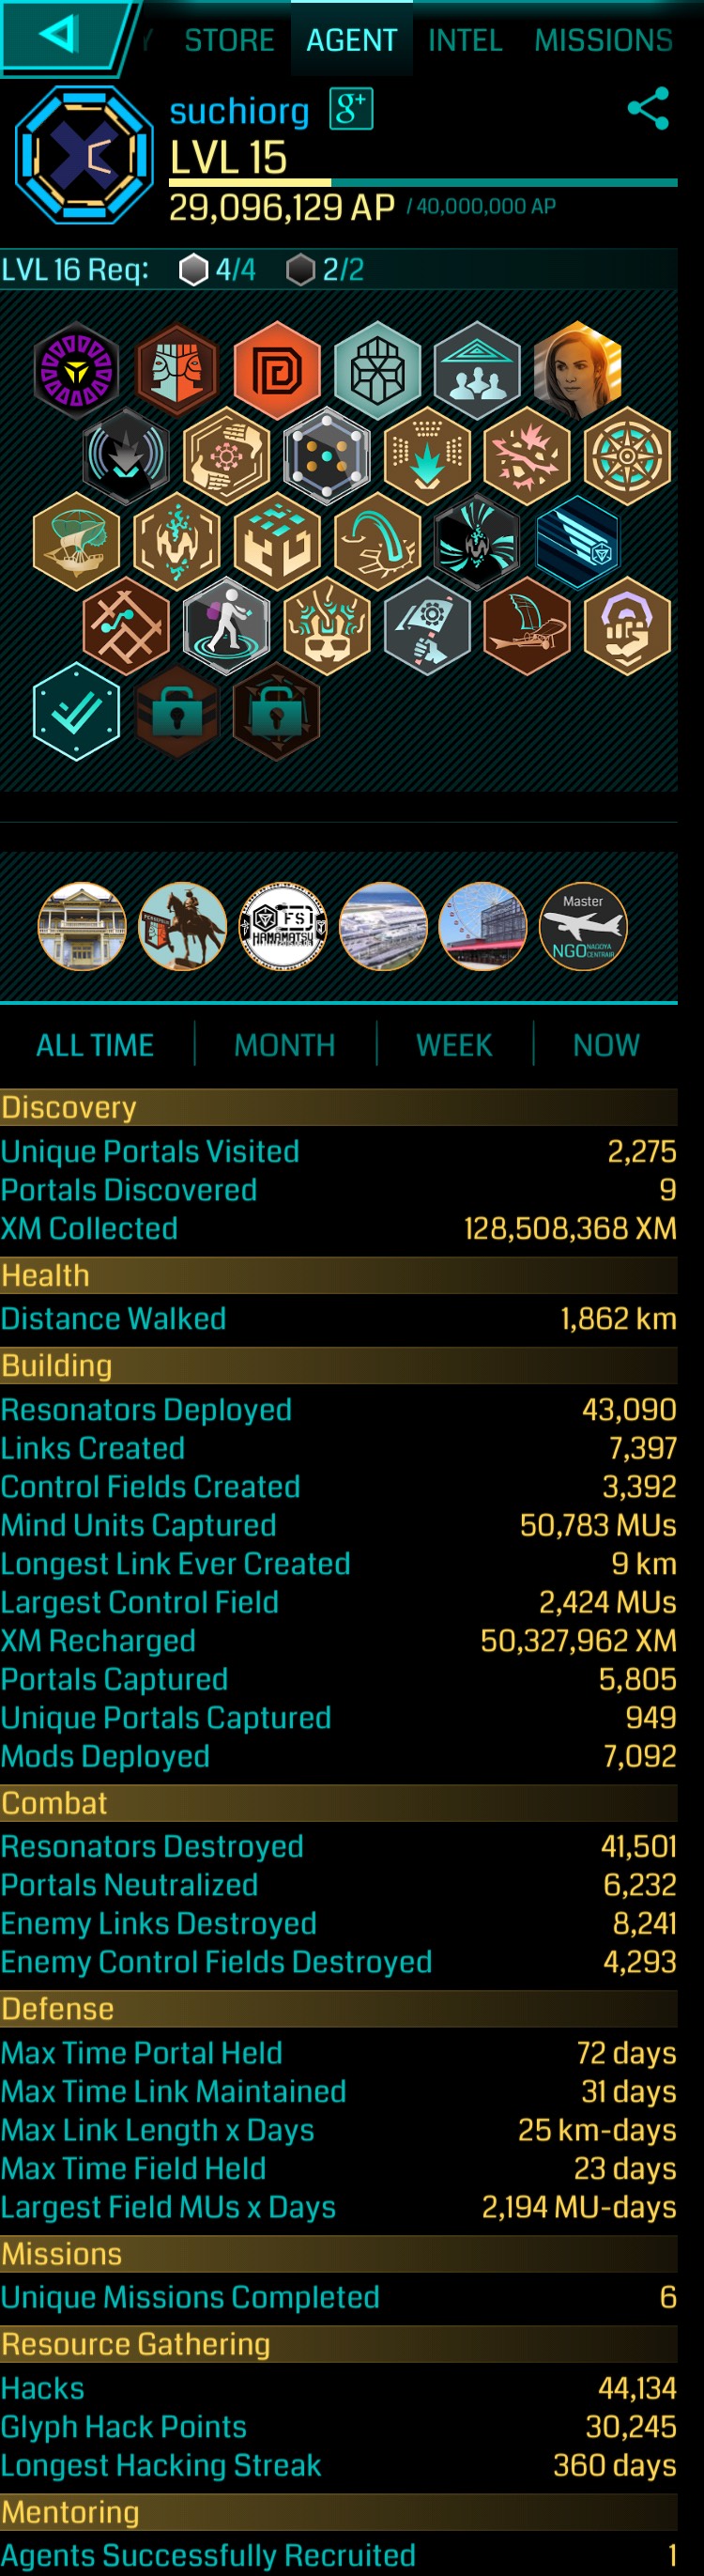 Y STORE AGENT INTEL MISSIONS
suchiorg g+
LVL 15
29,096,129 AP / 40,000,000 AP
LVL 16 Req: 4/4 2/2
FS
HAMAMATSU
Master
NGO NAGOYA CENTRAIR
ALL TIME MONTH WEEK NOW
Discovery
Unique Portals Visited 2,275
Portals Discovered 9
XM Collected 128,508,368 XM
Health
Distance Walked 1,862 km
Building
Resonators Deployed 43,090
Links Created 7,397
Control Fields Created 3,392
Mind Units Captured 50,783 MUs
Longest Link Ever Created 9 km
Largest Control Field 2,424 MUs
XM Recharged 50,327,962 XM
Portals Captured 5,805
Unique Portals Captured 949
Mods Deployed 7,092
Combat
Resonators Destroyed 41,501
Portals Neutralized 6,232
Enemy Links Destroyed 8,241
Enemy Control Fields Destroyed 4,293
Defense
Max Time Portal Held 72 days
Max Time Link Maintained 31 days
Max Link Length x Days 25 km-days
Max Time Field Held 23 days
Largest Field MUs x Days 2,194 MU-days
Missions
Unique Missions Completed 6
Resource Gathering
Hacks 44,134
Glyph Hack Points 30,245
Longest Hacking Streak 360 days
Mentoring
Agents Successfully Recruited 1